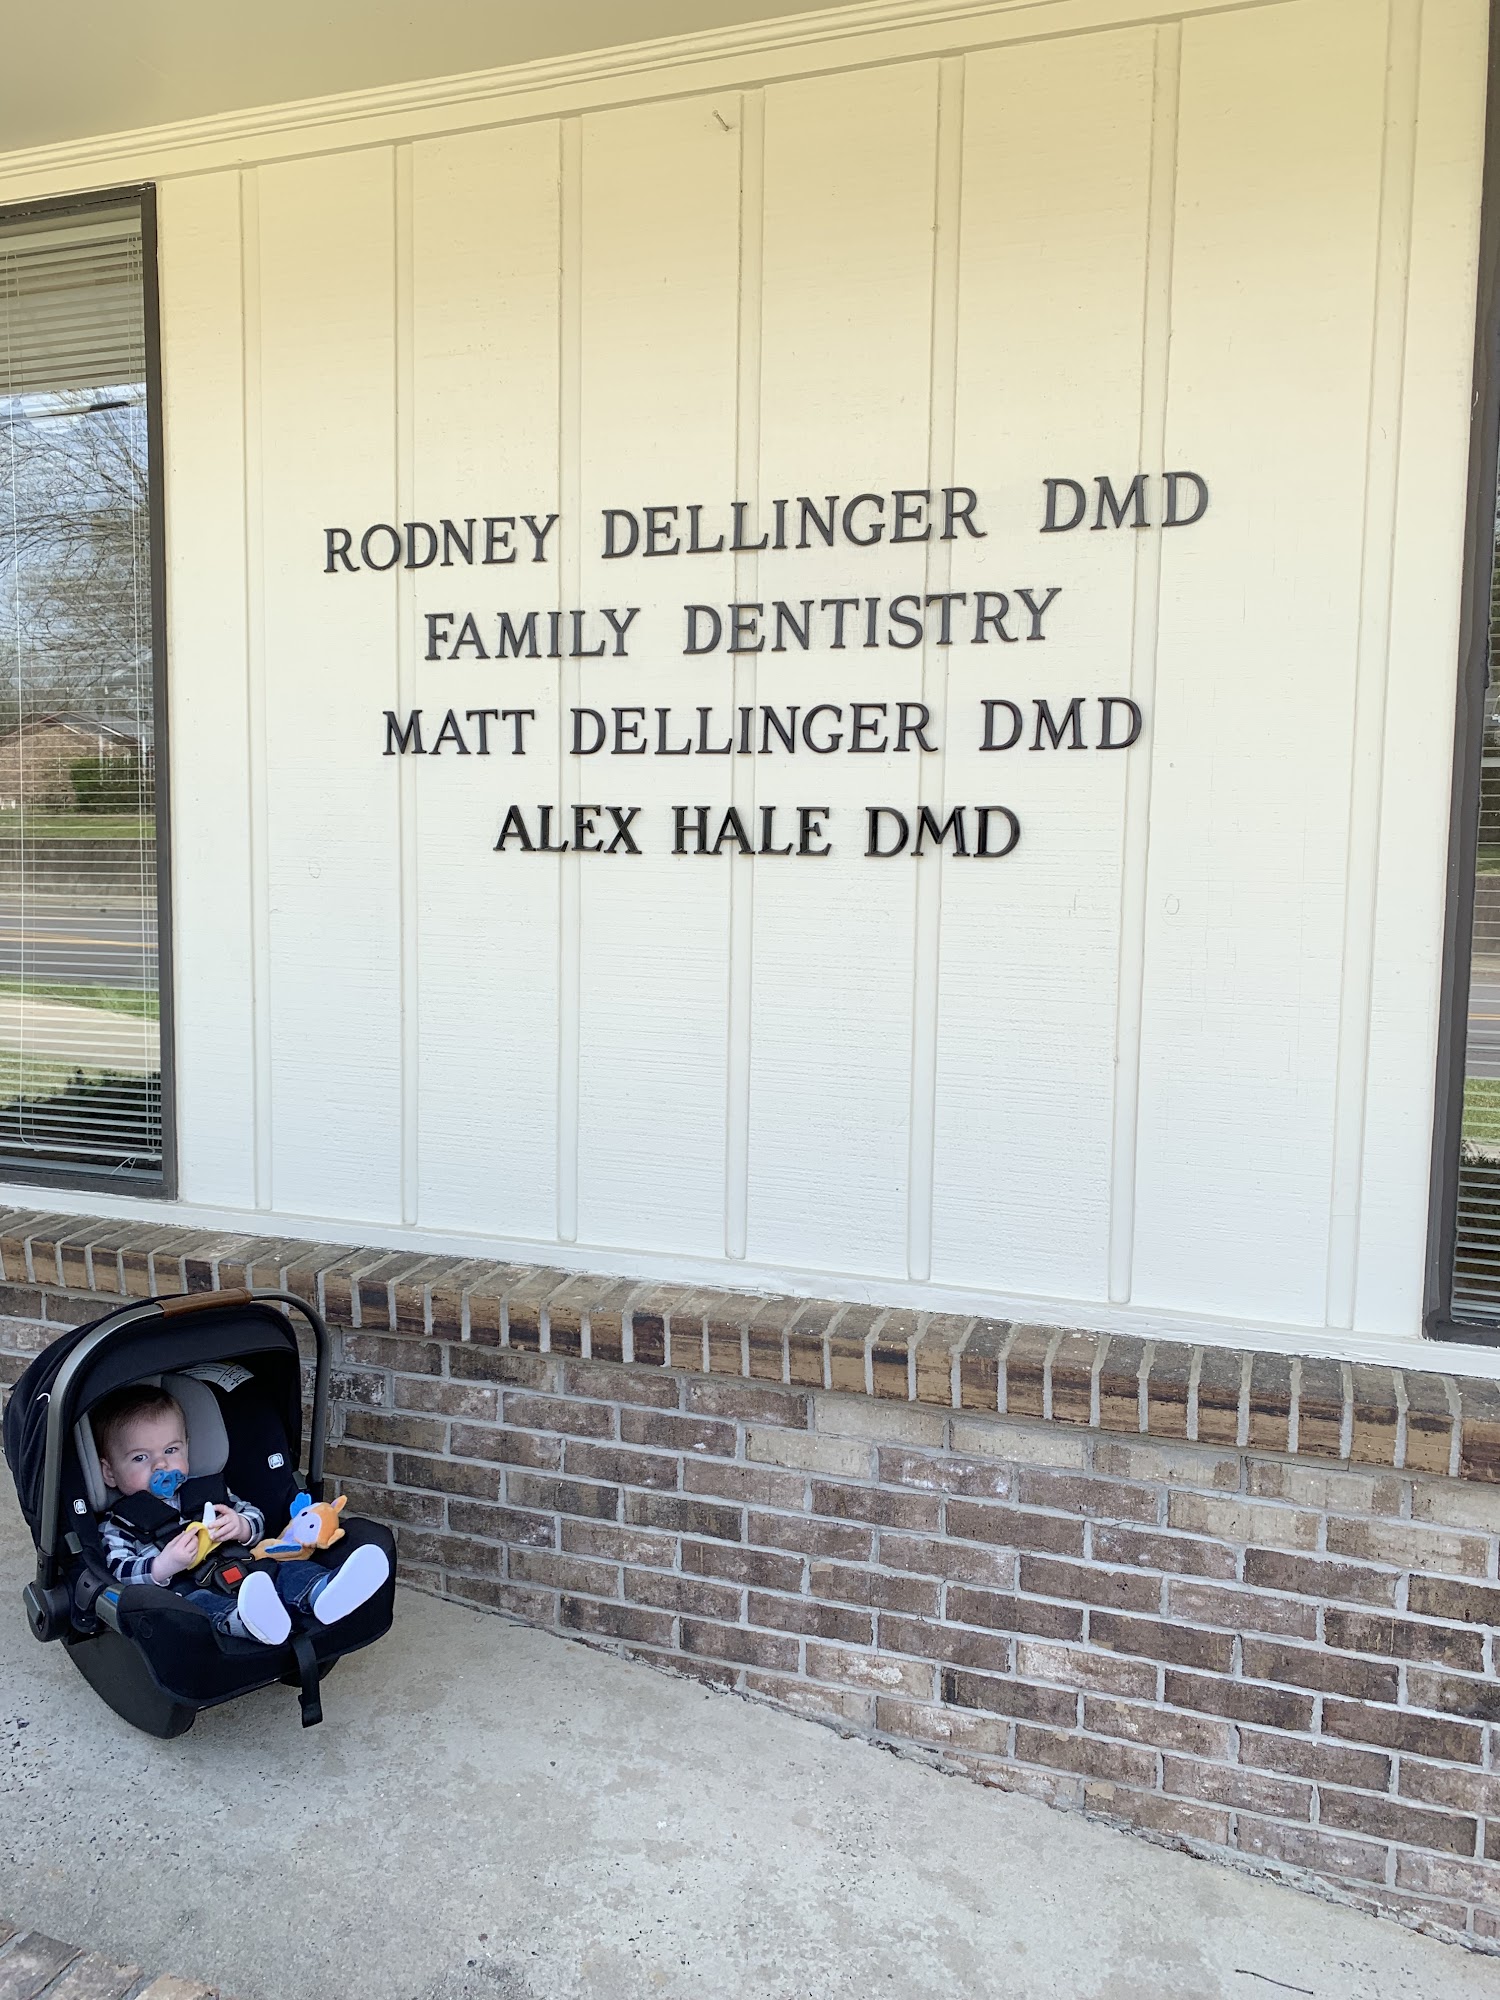 RODNEY DELLINGER DMD
FAMILY DENTISTRY
MATT DELLINGER DMD
ALEX HALE DMD